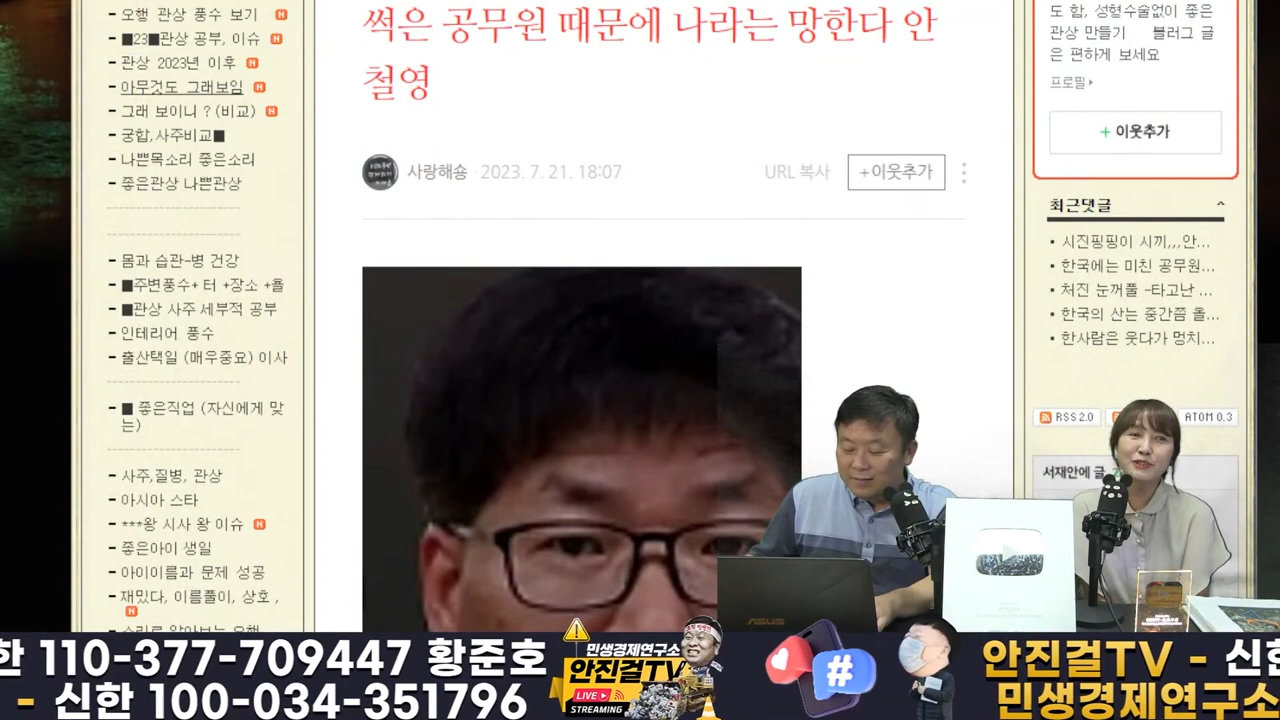 오행 관상 풍수 보기
■23■관상 공부, 이슈
관상 2023년 이후
아무것도 그래보임
그래 보이니 ? (비교)
궁합,사주비교■
나쁜목소리 좋은소리
좋은관상 나쁜관상
몸과 습관-병 건강
■주변풍수+ 터 +장소 +욜
■관상 사주 세부적 공부
인테리어 풍수
출산택일 (매우중요) 이사
■ 좋은직업 (자신에게 맞
는)
사주,질병, 관상
아시아 스타
***왕 시사 왕 이슈
좋은아이 생일
아이이름과 문제 성공
재밌다, 이름풀이, 상호 ,
썩은 공무원 때문에 나라는 망한다 안
철영
사랑해숑 2023. 7. 21. 18:07
URL 복사 +이웃추가
도 함, 성형수술없이 좋은
관상 만들기 블러그 글
은 편하게 보세요
프로필
+ 이웃추가
최근댓글
시진핑핑이 시끼,,,안...
한국에는 미친 공무원...
처진 눈꺼풀 -타고난 ...
한국의 산는 중간쯤 올...
한사람은 웃다가 멍치...
RSS 2.0
ATOM 0.3
서재안에 글
ASUS
한 110-377-709447 황준호
- 신한 100-034-351796
민생경제연구소
안진걸TV
LIVE
STREAMING
#
안진걸TV - 신한
민생경제연구소